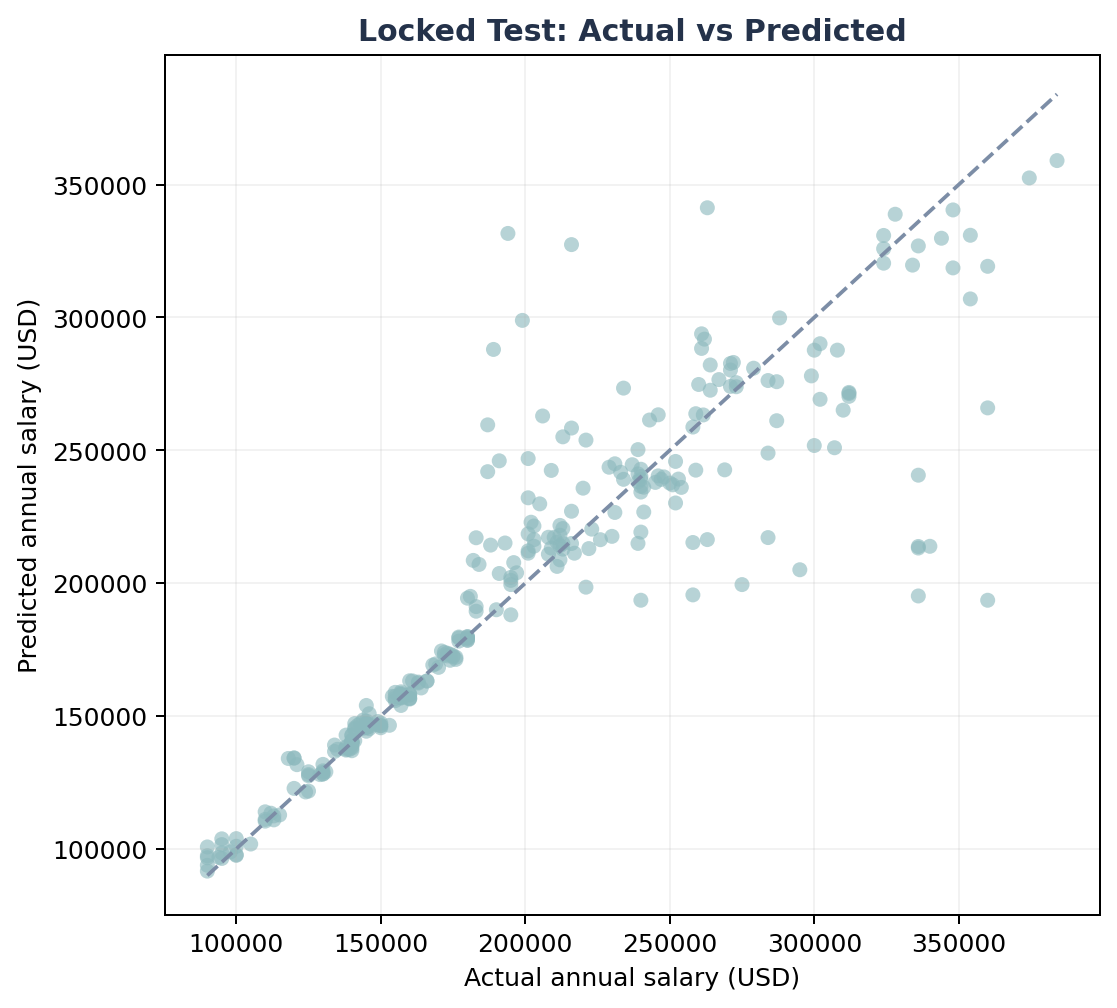 Locked Test: Actual vs Predicted
Predicted annual salary (USD)
350000
300000
250000
200000
150000
100000
100000 150000 200000 250000 300000 350000
Actual annual salary (USD)